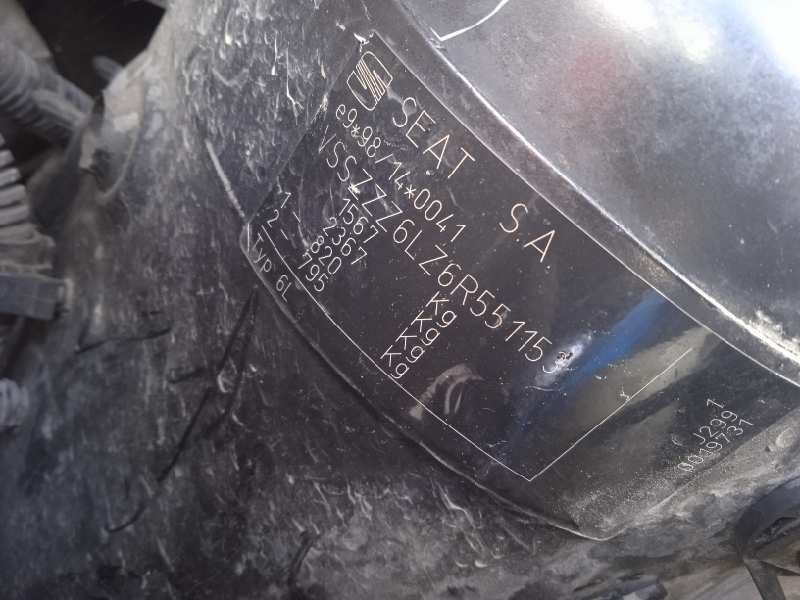 SEAT S.A
e9*98/14*0041
VSSZZZ6LZ6R551153
1567 Kg
2367 Kg
1- 820 Kg
2- 795 Kg
Typ 6L
J299 1
0019731